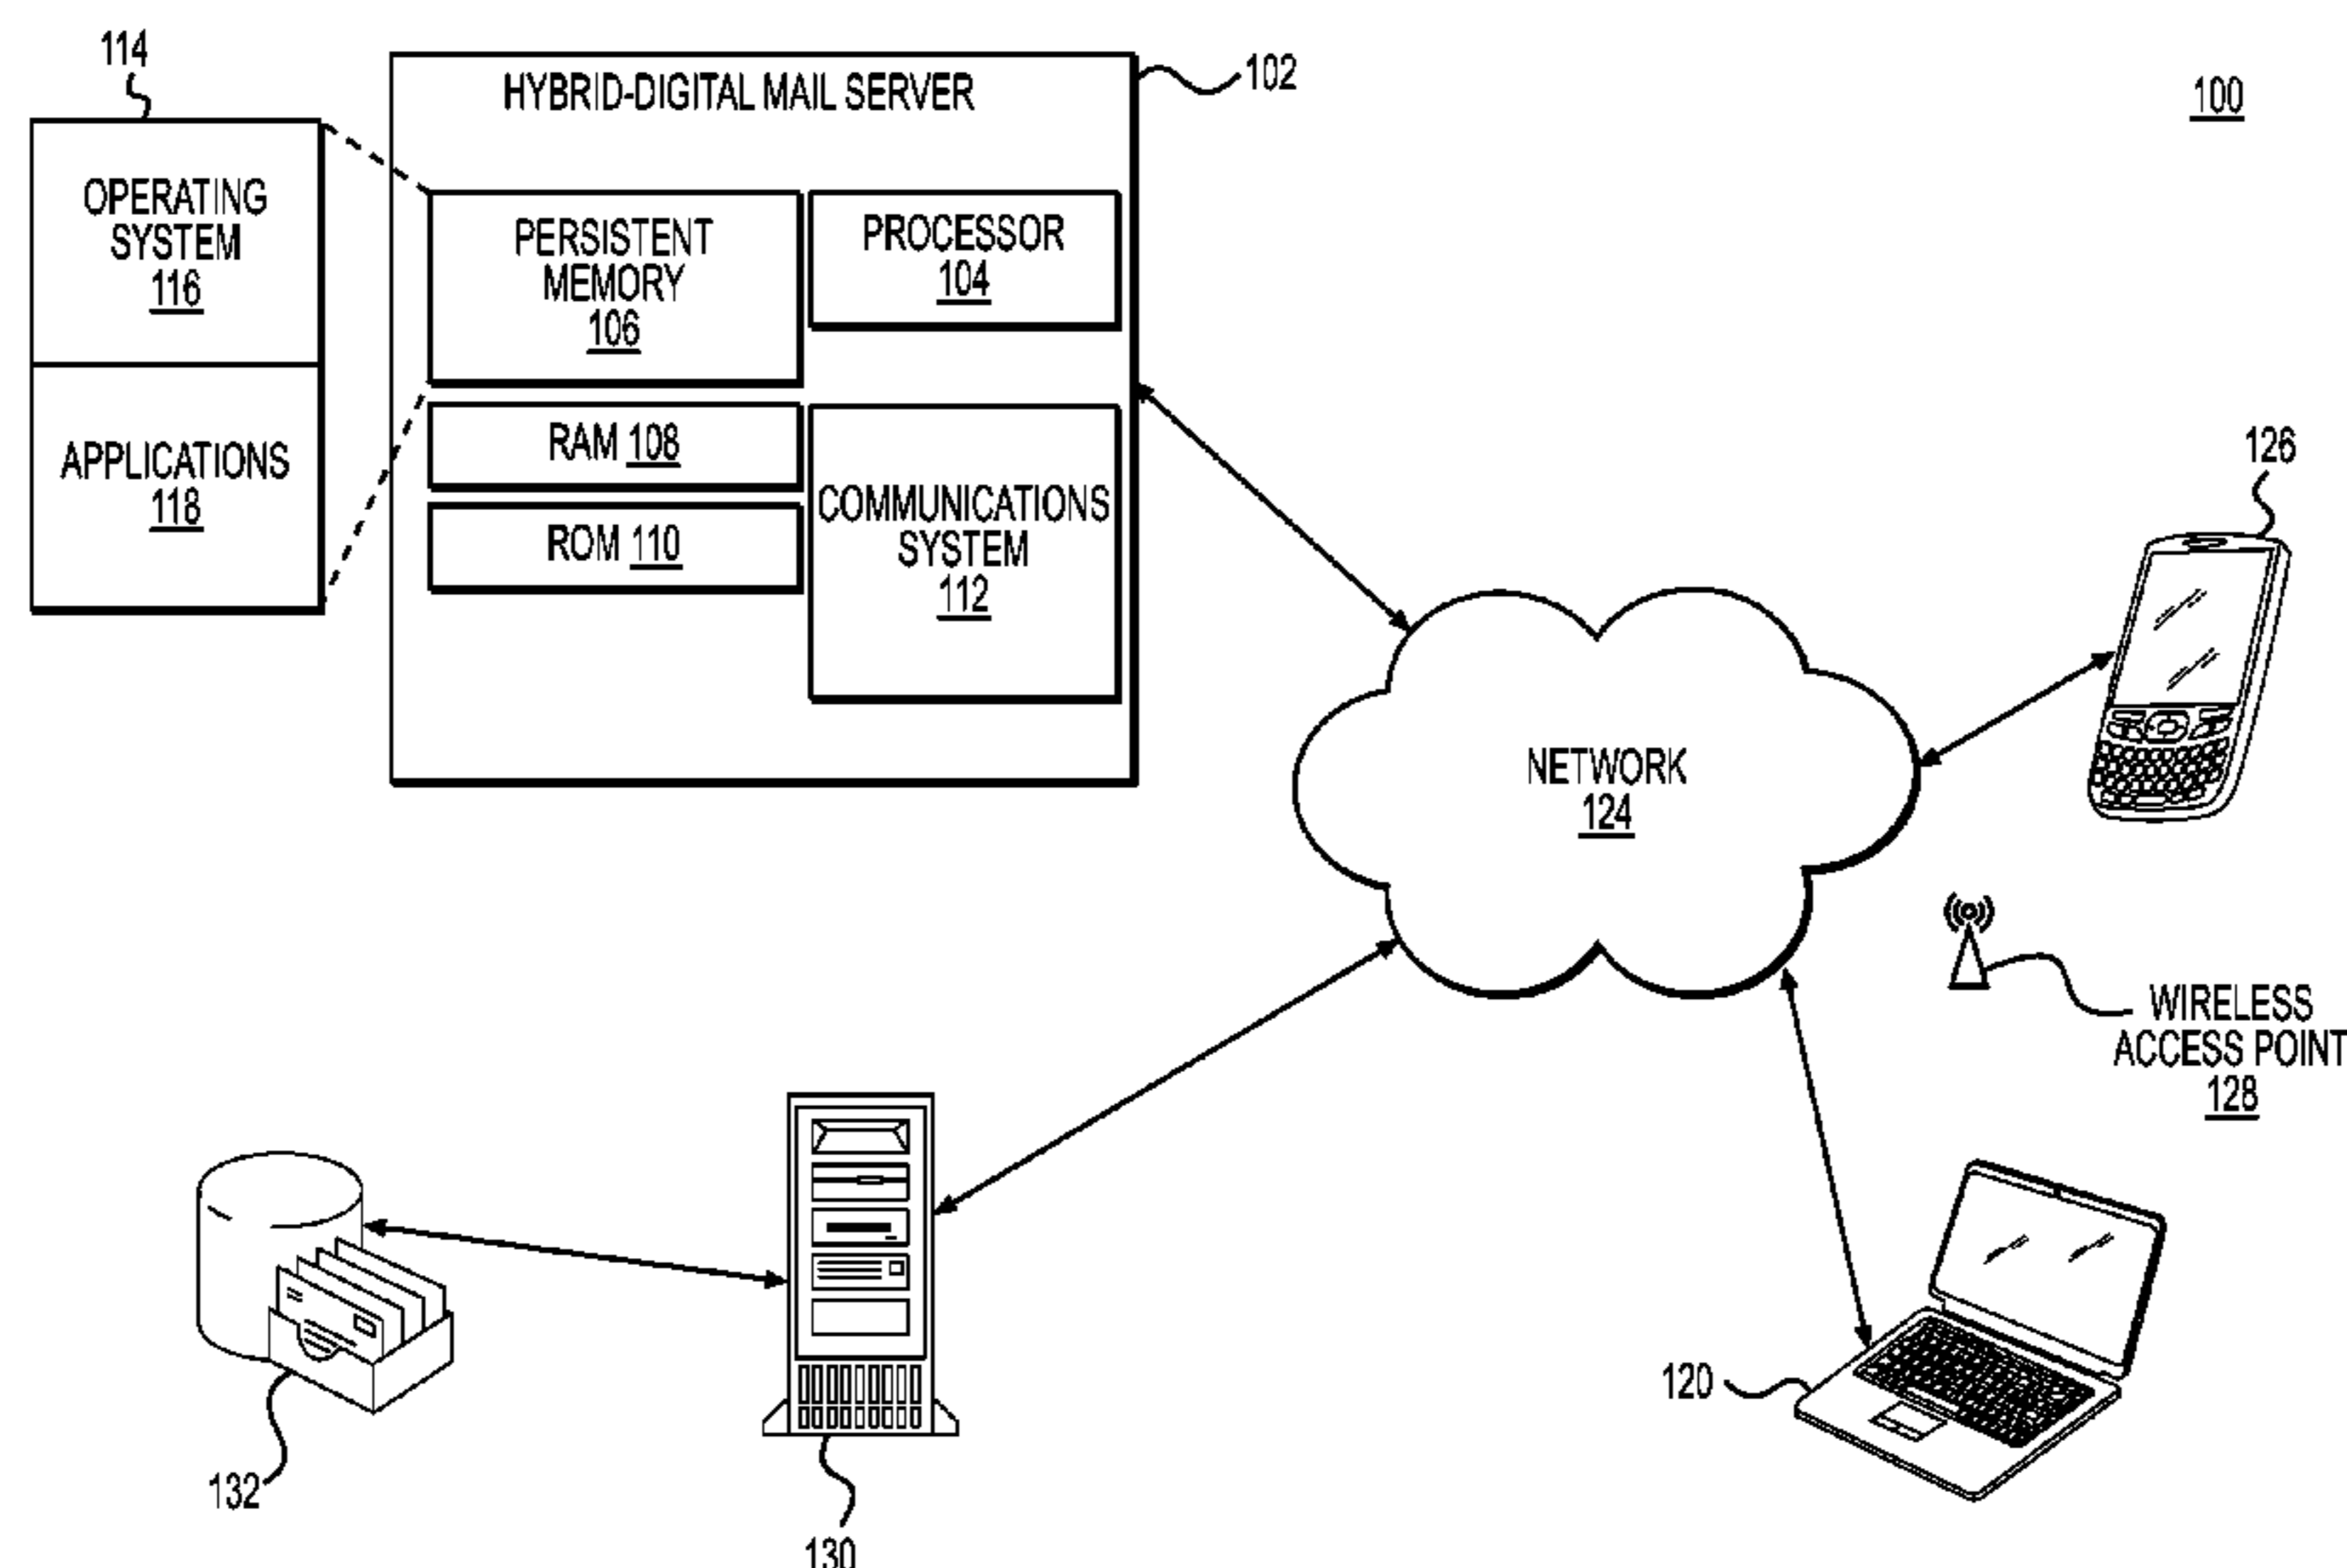 114
HYBRID-DIGITAL MAIL SERVER
102
100
OPERATING
SYSTEM
116
APPLICATIONS
118
PERSISTENT
MEMORY
106
PROCESSOR
104
RAM 108
ROM 110
COMMUNICATIONS
SYSTEM
112
126
NETWORK
124
WIRELESS
ACCESS POINT
128
120
132
130